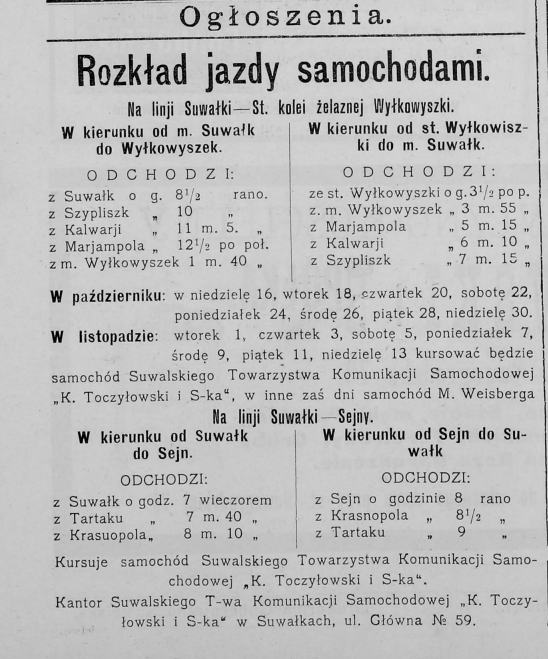 Ogłoszenia.
Rozkład jazdy samochodami.
Na linji Suwałki—St. kolei żelaznej Wyłkowyszki.
W kierunku od m. Suwałk
do Wyłkowyszek.
ODCHODZI:
z Suwałk o g. 8½ rano.
z Szypliszk „ 10 „
z Kalwarji „ 11 m. 5. „
z Marjampola „ 12½ po poł.
z m. Wyłkowyszek 1 m. 40 „
W kierunku od st. Wyłkowisz-
ki do m. Suwałk.
ODCHODZI:
ze st. Wyłkowyszki o g. 3½ po p.
z. m. Wyłkowyszek „ 3 m. 55 „
z Marjampola „ 5 m. 15 „
z Kalwarji „ 6 m. 10 „
z Szypliszk „ 7 m. 15 „
W październiku: w niedzielę 16, wtorek 18, czwartek 20, sobotę 22,
poniedziałek 24, środę 26, piątek 28, niedzielę 30.
W listopadzie: wtorek 1, czwartek 3, sobotę 5, poniedziałek 7,
środę 9, piątek 11, niedzielę 13 kursować będzie
samochód Suwalskiego Towarzystwa Komunikacji Samochodowej
„K. Toczyłowski i S-ka“, w inne zaś dni samochód M. Weisberga
Na linji Suwałki—Sejny.
W kierunku od Suwałk
do Sejn.
ODCHODZI:
z Suwałk o godz. 7 wieczorem
z Tartaku „ 7 m. 40 „
z Krasuopola „ 8 m. 10 „
W kierunku od Sejn do Su-
wałk
ODCHODZI:
z Sejn o godzinie 8 rano
z Krasnopola „ 8½ „
z Tartaku „ 9 „
Kursuje samochód Suwalskiego Towarzystwa Komunikacji Samo-
chodowej „K. Toczyłowski i S-ka“.
Kantor Suwalskiego T-wa Komunikacji Samochodowej „K. Toczy-
łowski i S-ka“ w Suwałkach, ul. Główna № 59.